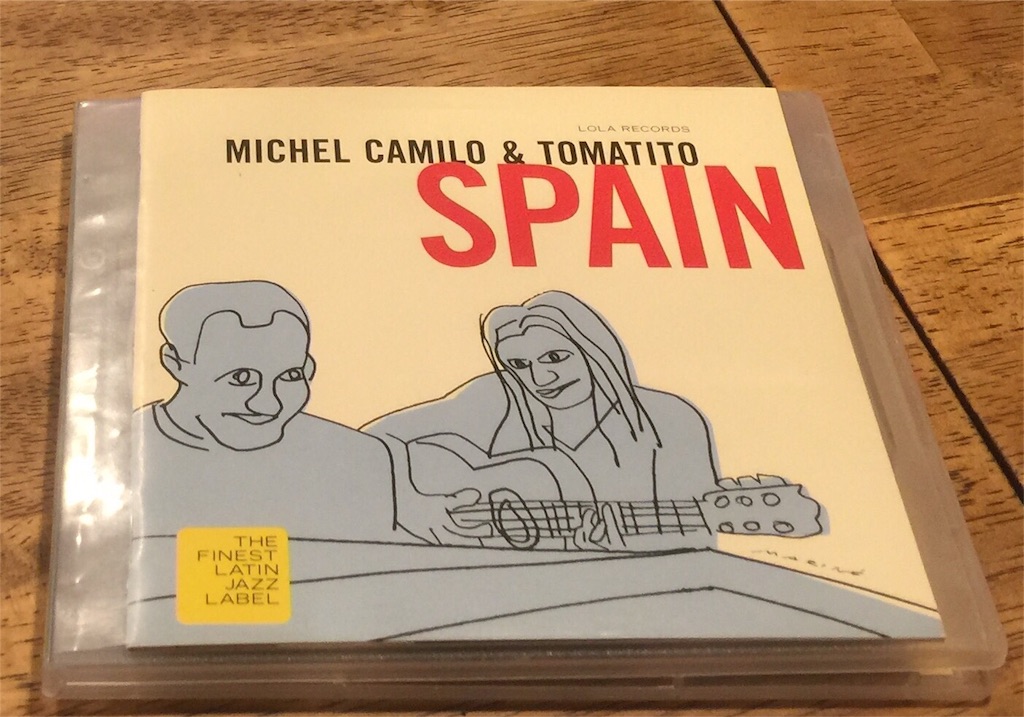 LOLA RECORDS
MICHEL CAMILO & TOMATITO
SPAIN
THE
FINEST
LATIN
JAZZ
LABEL